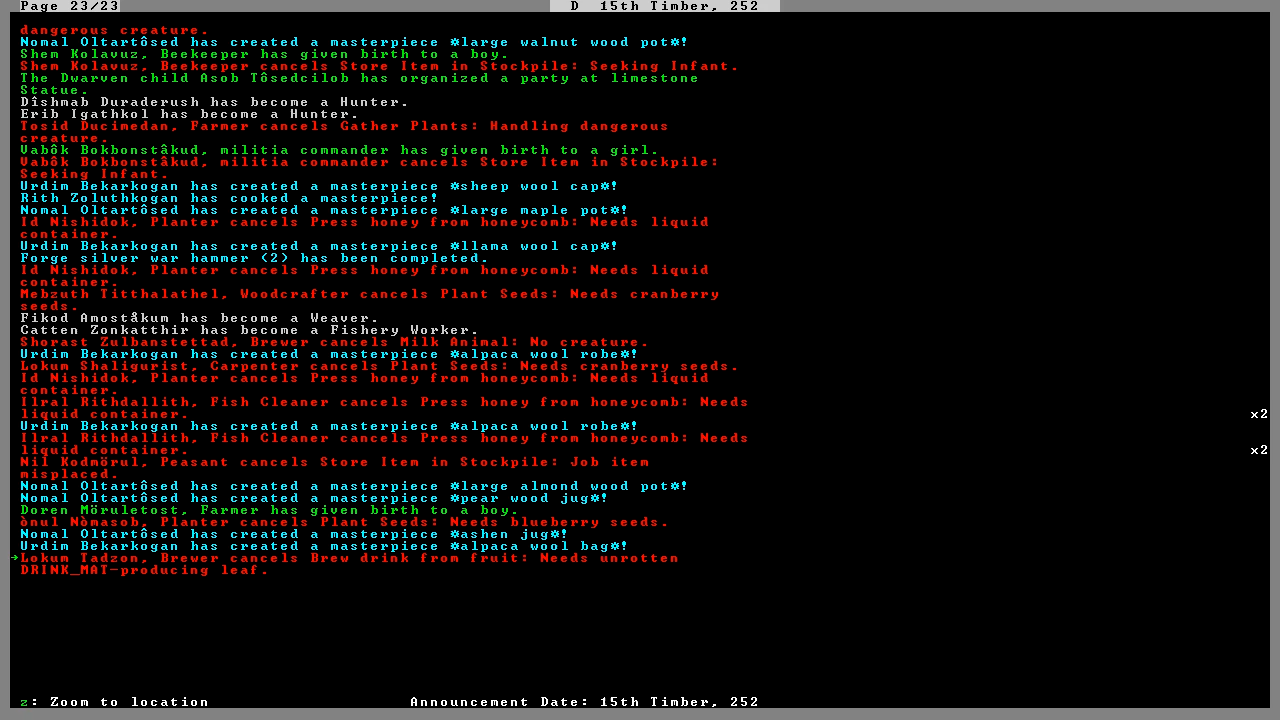 Page 23/23
D 15th Timber, 252
dangerous creature.
Nomal Oltartôsed has created a masterpiece ☼large walnut wood pot☼!
Shem Kolavuz, Beekeeper has given birth to a boy.
Shem Kolavuz, Beekeeper cancels Store Item in Stockpile: Seeking Infant.
The Dwarven child Asob Tôsedcilob has organized a party at limestone
Statue.
Dîshmab Duraderush has become a Hunter.
Erib Igathkol has become a Hunter.
Tosid Ducimedan, Farmer cancels Gather Plants: Handling dangerous
creature.
Vabôk Bokbonstâkud, militia commander has given birth to a girl.
Vabôk Bokbonstâkud, militia commander cancels Store Item in Stockpile:
Seeking Infant.
Urdim Bekarkogan has created a masterpiece ☼sheep wool cap☼!
Rith Zoluthkogan has cooked a masterpiece!
Nomal Oltartôsed has created a masterpiece ☼large maple pot☼!
Id Nishidok, Planter cancels Press honey from honeycomb: Needs liquid
container.
Urdim Bekarkogan has created a masterpiece ☼llama wool cap☼!
Forge silver war hammer (2) has been completed.
Id Nishidok, Planter cancels Press honey from honeycomb: Needs liquid
container.
Mebzuth Titthalathel, Woodcrafter cancels Plant Seeds: Needs cranberry
seeds.
Fikod Amoståkum has become a Weaver.
Catten Zonkatthir has become a Fishery Worker.
Shorast Zulbanstettad, Brewer cancels Milk Animal: No creature.
Urdim Bekarkogan has created a masterpiece ☼alpaca wool robe☼!
Lokum Shaligurist, Carpenter cancels Plant Seeds: Needs cranberry seeds.
Id Nishidok, Planter cancels Press honey from honeycomb: Needs liquid
container.
Ilral Rithdallith, Fish Cleaner cancels Press honey from honeycomb: Needs
liquid container. x2
Urdim Bekarkogan has created a masterpiece ☼alpaca wool robe☼!
Ilral Rithdallith, Fish Cleaner cancels Press honey from honeycomb: Needs
liquid container. x2
Nil Kodmörul, Peasant cancels Store Item in Stockpile: Job item
misplaced.
Nomal Oltartôsed has created a masterpiece ☼large almond wood pot☼!
Nomal Oltartôsed has created a masterpiece ☼pear wood jug☼!
Doren Möruletost, Farmer has given birth to a boy.
ònul Nòmasob, Planter cancels Plant Seeds: Needs blueberry seeds.
Nomal Oltartôsed has created a masterpiece ☼ashen jug☼!
Urdim Bekarkogan has created a masterpiece ☼alpaca wool bag☼!
→Lokum Tadzon, Brewer cancels Brew drink from fruit: Needs unrotten
DRINK_MAT-producing leaf.
z: Zoom to location
Announcement Date: 15th Timber, 252